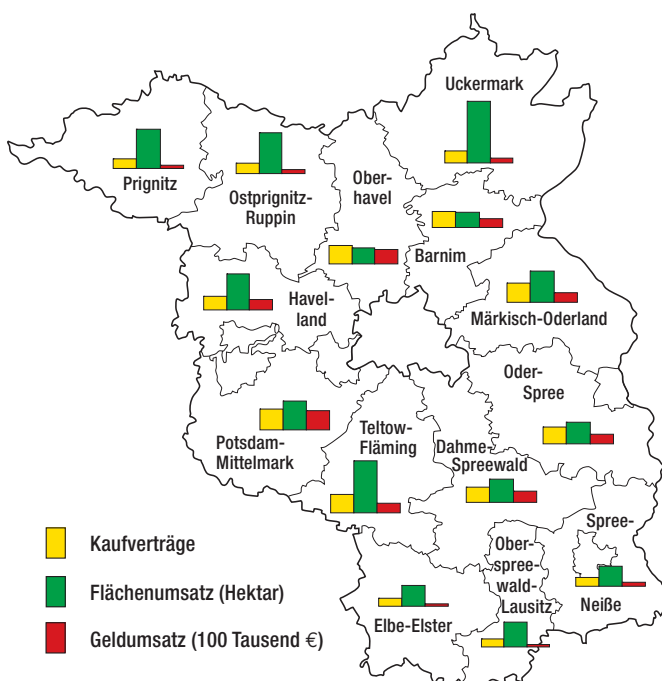 Uckermark
Prignitz
Ostprignitz-
Ruppin
Ober-
havel
Barnim
Havel-
land
Märkisch-Oderland
Oder-
Spree
Potsdam-
Mittelmark
Teltow-
Fläming
Dahme-
Spreewald
Spree-
Neiße
Ober-
spree-
wald-
Lausitz
Elbe-Elster
Kaufverträge
Flächenumsatz (Hektar)
Geldumsatz (100 Tausend €)